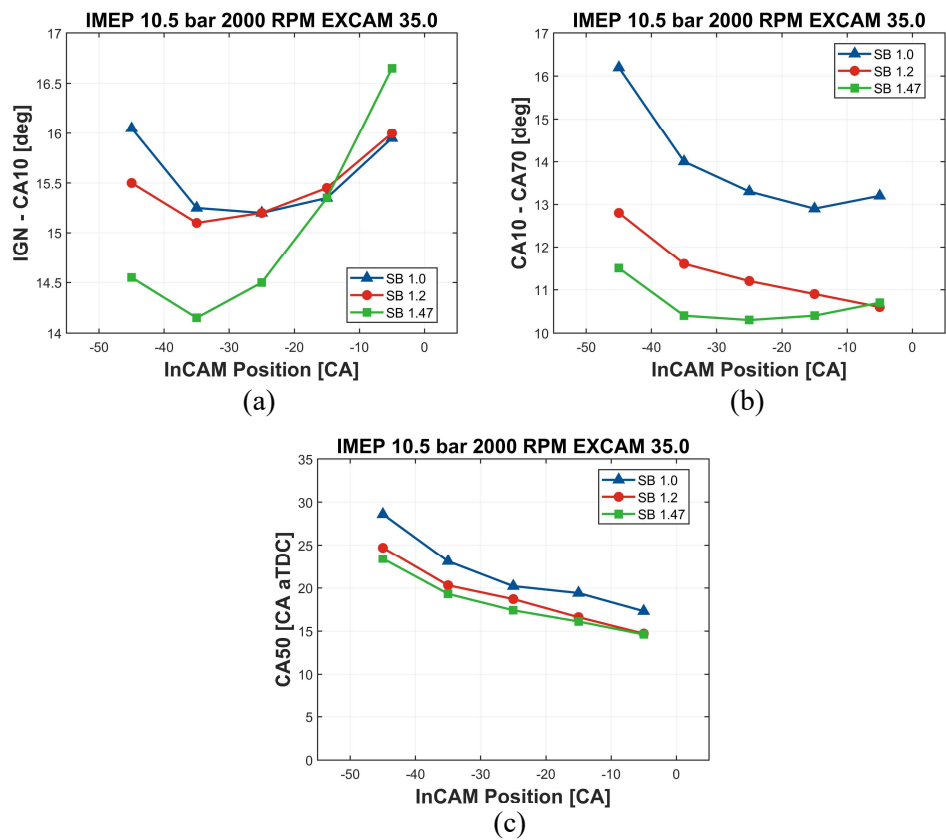 IMEP 10.5 bar 2000 RPM EXCAM 35.0
17
16.5
16
15.5
15
14.5
14
IGN - CA10 [deg]
SB 1.0
SB 1.2
SB 1.47
-50 -40 -30 -20 -10 0
InCAM Position [CA]
(a)
IMEP 10.5 bar 2000 RPM EXCAM 35.0
17
16
15
14
13
12
11
10
CA10 - CA70 [deg]
SB 1.0
SB 1.2
SB 1.47
-50 -40 -30 -20 -10 0
InCAM Position [CA]
(b)
IMEP 10.5 bar 2000 RPM EXCAM 35.0
35
30
25
20
15
10
5
0
CA50 [CA aTDC]
SB 1.0
SB 1.2
SB 1.47
-50 -40 -30 -20 -10 0
InCAM Position [CA]
(c)